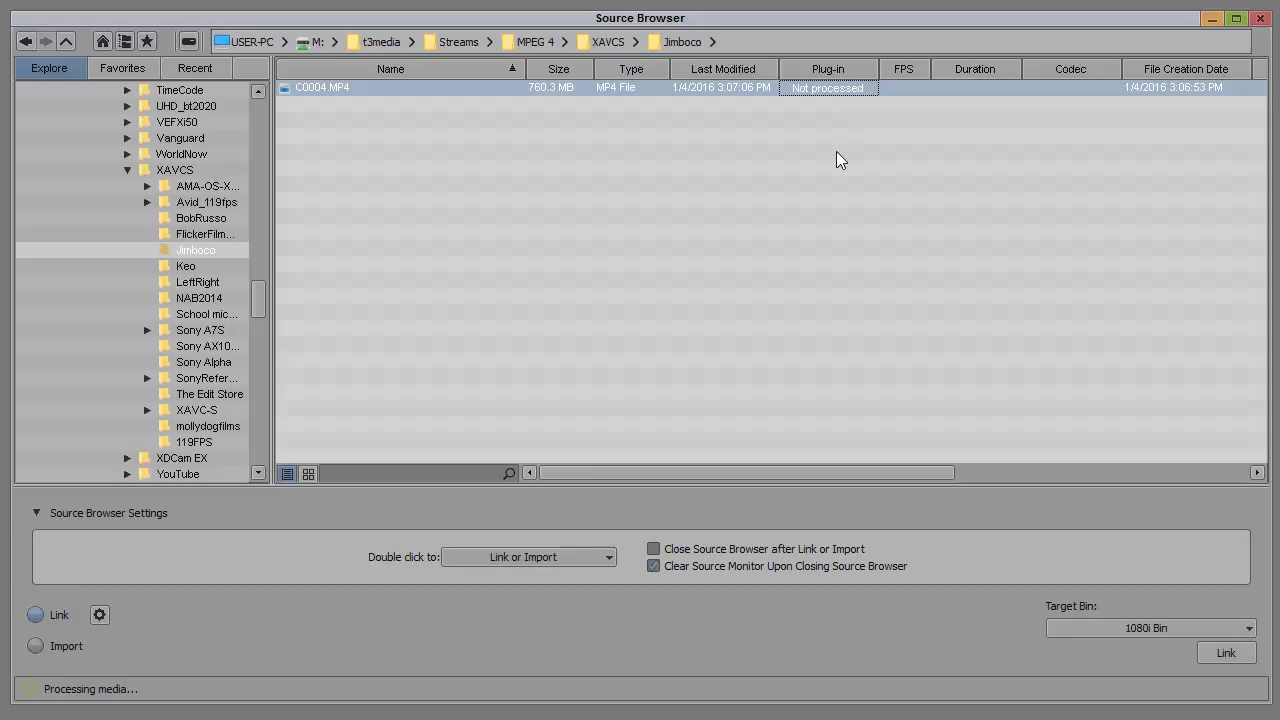 Source Browser
USER-PC M: t3media Streams MPEG 4 XAVCS Jimboco
Explore Favorites Recent
Name Size Type Last Modified Plug-in FPS Duration Codec File Creation Date
C0004.MP4 760.3 MB MP4 File 1/4/2016 3:07:06 PM Not processed 1/4/2016 3:06:53 PM
TimeCode
UHD_bt2020
VEFXi50
Vanguard
WorldNow
XAVCS
AMA-OS-X...
Avid_119fps
BobRusso
FlickerFilm...
Jimboco
Keo
LeftRight
NAB2014
School mic...
Sony A7S
Sony AX10...
Sony Alpha
SonyRefer...
The Edit Store
XAVC-S
mollydogfilms
119FPS
XDCam EX
YouTube
Source Browser Settings
Double click to: Link or Import
Close Source Browser after Link or Import
Clear Source Monitor Upon Closing Source Browser
Link
Import
Target Bin:
1080i Bin
Link
Processing media...